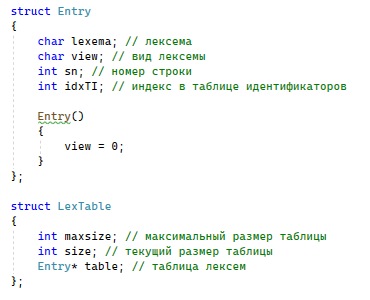 struct Entry
{
    char lexema; // лексема
    char view; // вид лексемы
    int sn; // номер строки
    int idxTI; // индекс в таблице идентификаторов

    Entry()
    {
        view = 0;
    }
};

struct LexTable
{
    int maxsize; // максимальный размер таблицы
    int size; // текущий размер таблицы
    Entry* table; // таблица лексем
};